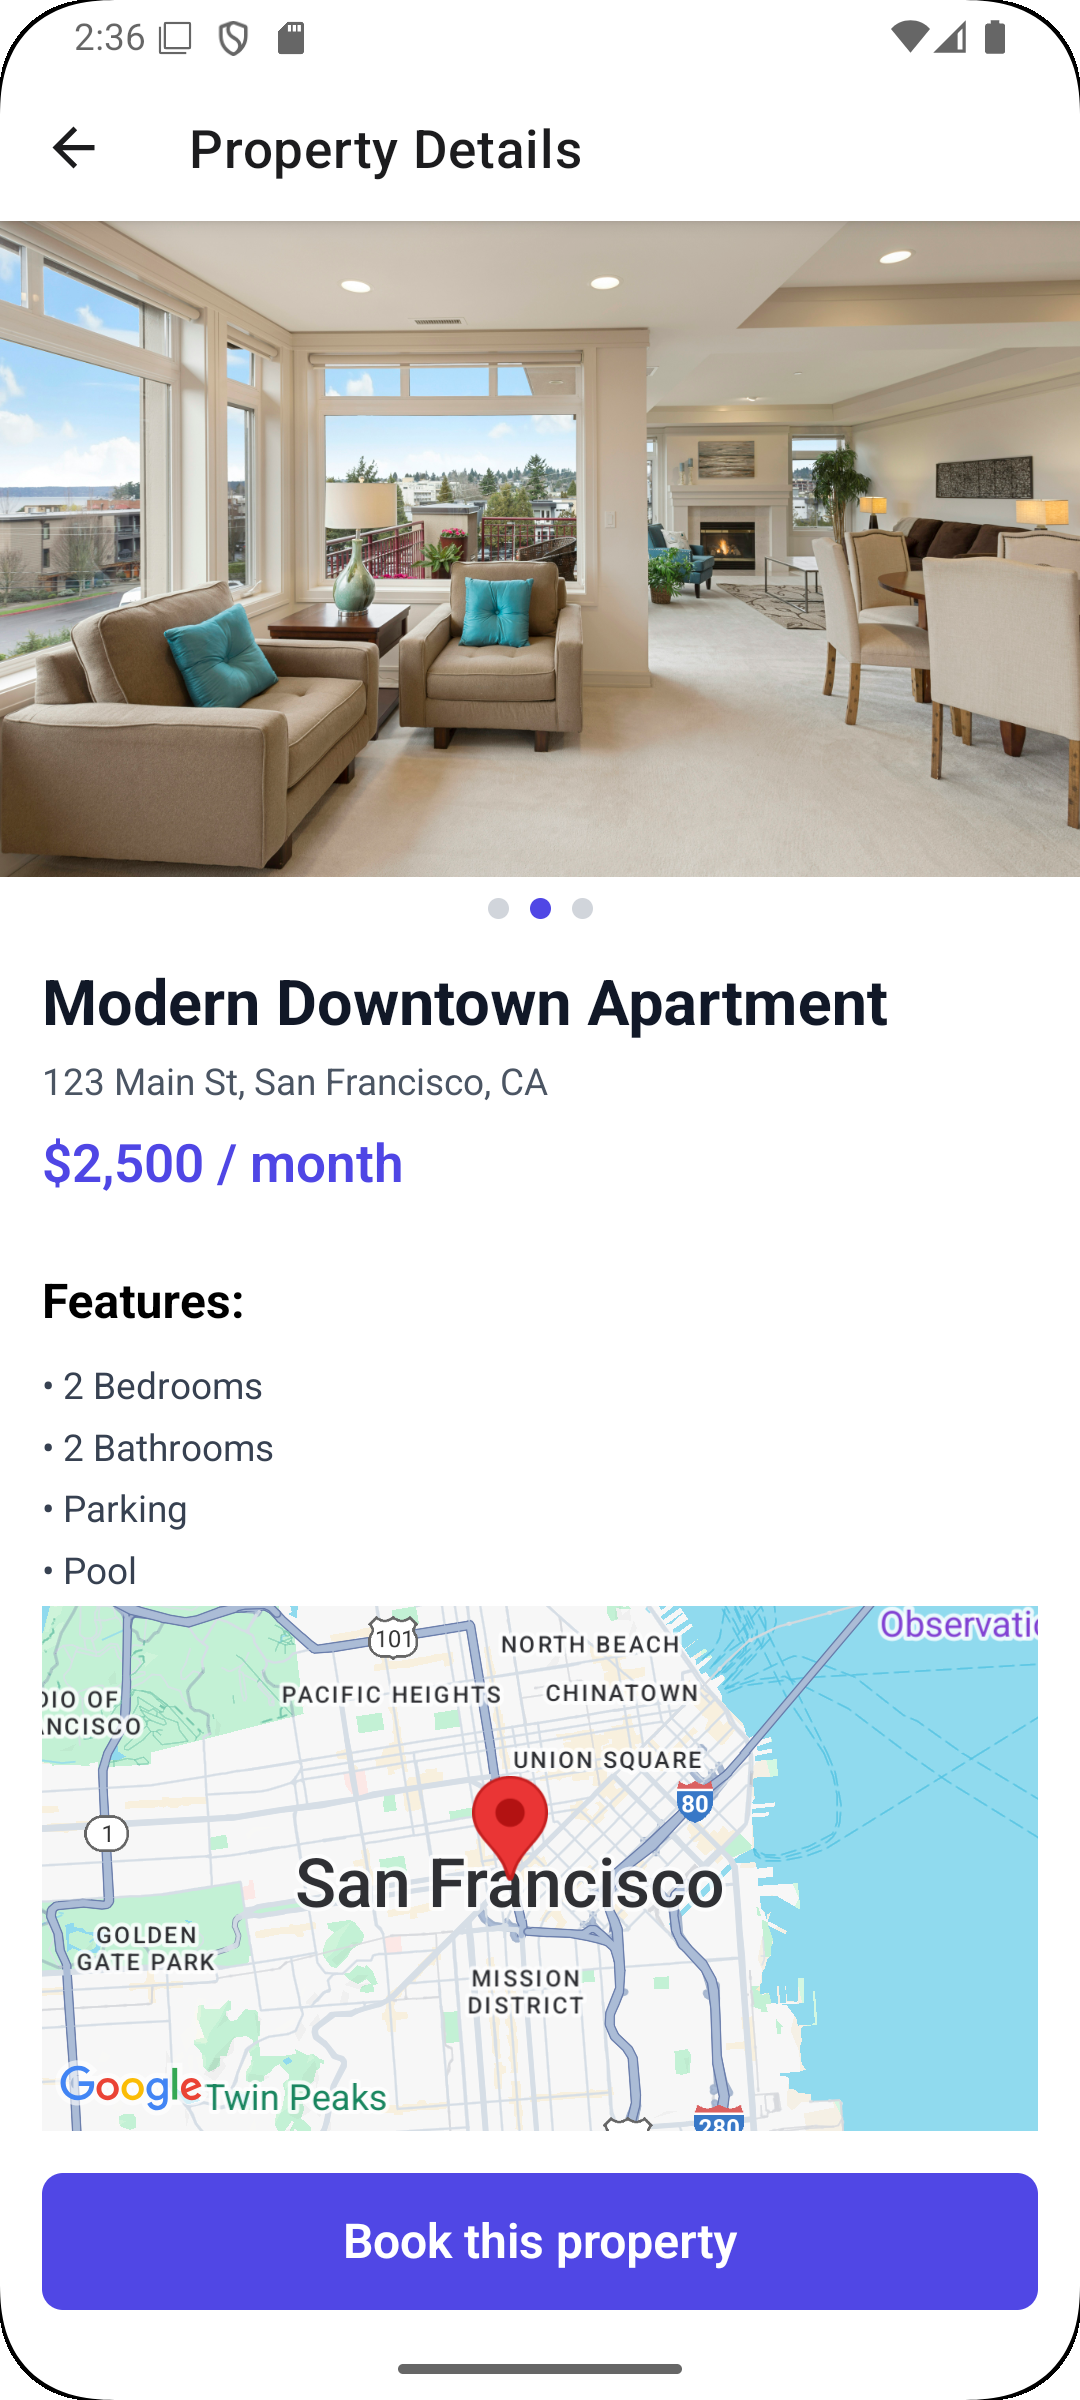 2:36
Property Details
Modern Downtown Apartment
123 Main St, San Francisco, CA
$2,500 / month
Features:
• 2 Bedrooms
• 2 Bathrooms
• Parking
• Pool
Observatio
101
NORTH BEACH
DIO OF
NCISCO
PACIFIC HEIGHTS
CHINATOWN
UNION SQUARE
80
1
San Francisco
GOLDEN
GATE PARK
MISSION
DISTRICT
Google
Twin Peaks
280
Book this property